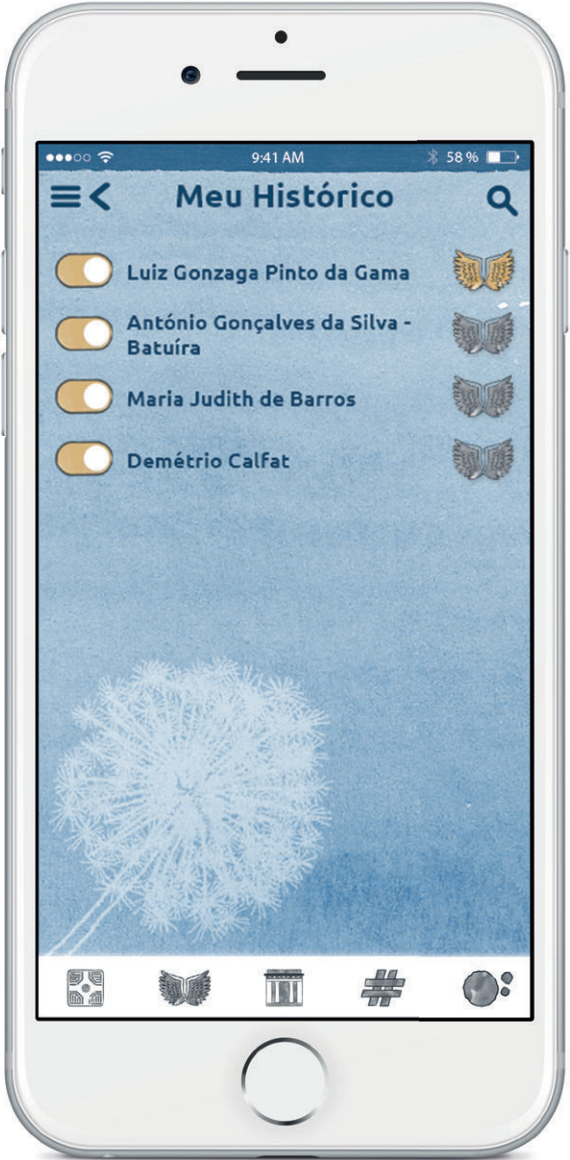 9:41 AM
58 %
Meu Histórico
Luiz Gonzaga Pinto da Gama
António Gonçalves da Silva -
Batuíra
Maria Judith de Barros
Demétrio Calfat